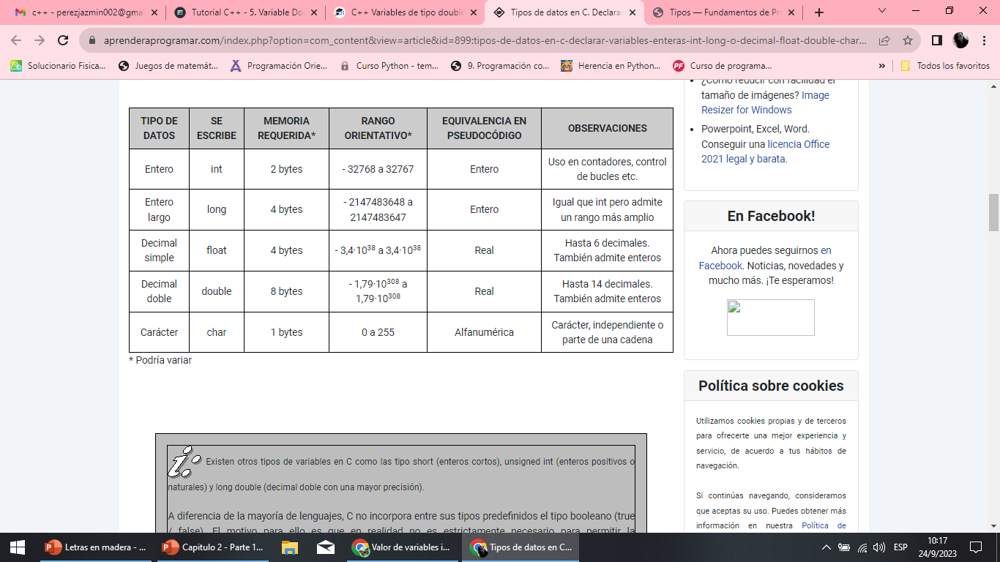 c++ - perezjazmin002@gma
Tutorial C++ - 5. Variable Do
C++ Variables de tipo double
Tipos de datos en C. Declarar
Tipos — Fundamentos de Pr
aprenderaprogramar.com/index.php?option=com_content&view=article&id=899:tipos-de-datos-en-c-declarar-variables-enteras-int-long-o-decimal-float-double-char...
Solucionario Fisica...
Juegos de matemát...
Programación Orie...
Curso Python - tem...
9. Programación co...
Herencia en Python...
PF
Curso de programa...
»
Todos los favoritos
TIPO DE
DATOS
SE
ESCRIBE
MEMORIA
REQUERIDA*
RANGO
ORIENTATIVO*
EQUIVALENCIA EN
PSEUDOCÓDIGO
OBSERVACIONES
Entero
int
2 bytes
- 32768 a 32767
Entero
Uso en contadores, control
de bucles etc.
Entero
largo
long
4 bytes
- 2147483648 a
2147483647
Entero
Igual que int pero admite
un rango más amplio
Decimal
simple
float
4 bytes
- 3,4·10³⁸ a 3,4·10³⁸
Real
Hasta 6 decimales.
También admite enteros
Decimal
doble
double
8 bytes
- 1,79·10³⁰⁸ a
1,79·10³⁰⁸
Real
Hasta 14 decimales.
También admite enteros
Carácter
char
1 bytes
0 a 255
Alfanumérica
Carácter, independiente o
parte de una cadena
* Podría variar
i:
Existen otros tipos de variables en C como las tipo short (enteros cortos), unsigned int (enteros positivos o
naturales) y long double (decimal doble con una mayor precisión).
A diferencia de la mayoría de lenguajes, C no incorpora entre sus tipos predefinidos el tipo booleano (true
/ false). El motivo para ello es que en realidad no es estrictamente necesario para permitir la
¿Cómo reducir con facilidad el
tamaño de imágenes? Image
Resizer for Windows
Powerpoint, Excel, Word.
Conseguir una licencia Office
2021 legal y barata.
En Facebook!
Ahora puedes seguirnos en
Facebook. Noticias, novedades y
mucho más. ¡Te esperamos!
Política sobre cookies
Utilizamos cookies propias y de terceros
para ofrecerte una mejor experiencia y
servicio, de acuerdo a tus hábitos de
navegación.
Si continúas navegando, consideramos
que aceptas su uso. Puedes obtener más
información en nuestra Política de
Letras en madera - ...
Capitulo 2 - Parte 1...
Valor de variables i...
Tipos de datos en C...
ESP
10:17
24/9/2023